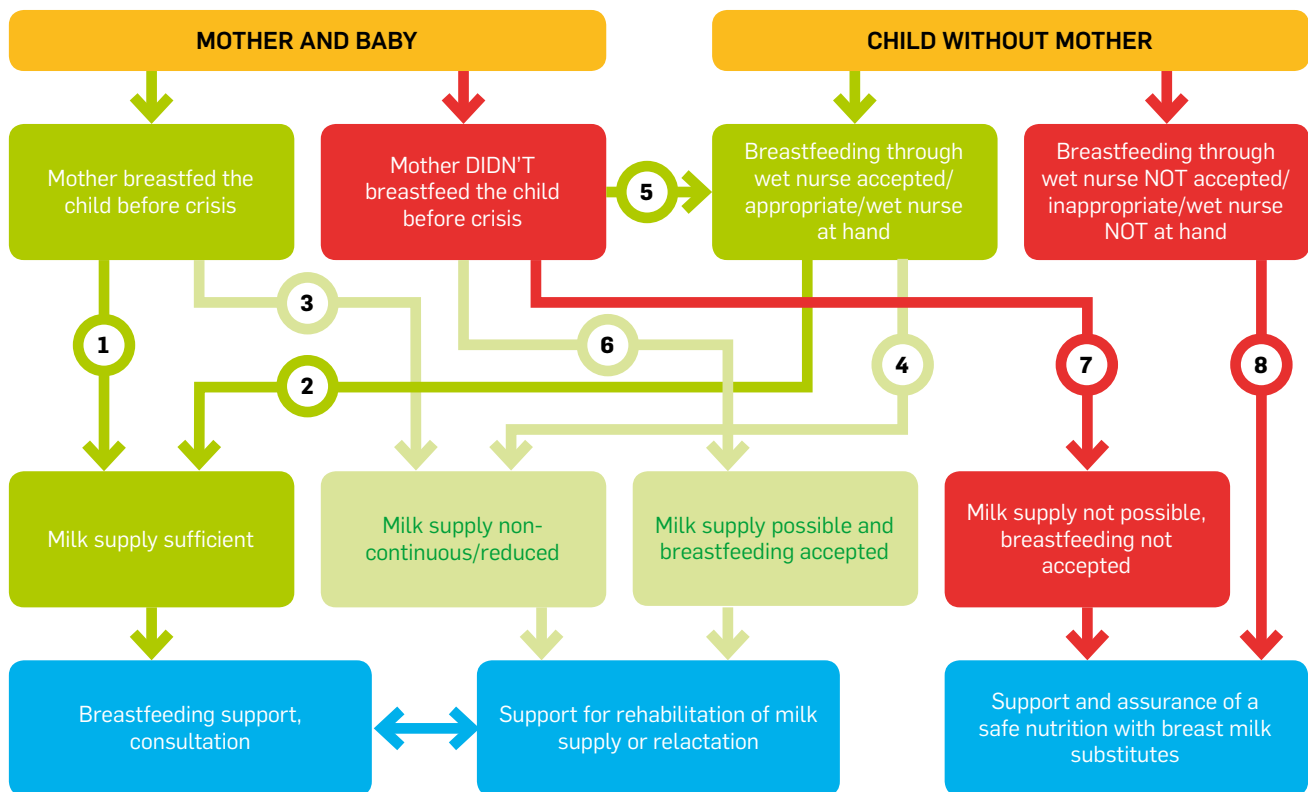 MOTHER AND BABY
CHILD WITHOUT MOTHER
Mother breastfed the
child before crisis
Mother DIDN’T
breastfeed the child
before crisis
5
Breastfeeding through
wet nurse accepted/
appropriate/wet nurse
at hand
Breastfeeding through
wet nurse NOT accepted/
inappropriate/wet nurse
NOT at hand
3
1
6
4
7
8
2
Milk supply sufficient
Milk supply non-
continuous/reduced
Milk supply possible and
breastfeeding accepted
Milk supply not possible,
breastfeeding not
accepted
Breastfeeding support,
consultation
Support for rehabilitation of milk
supply or relactation
Support and assurance of a
safe nutrition with breast milk
substitutes